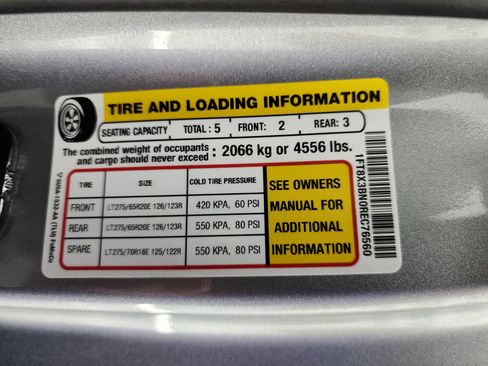 TIRE AND LOADING INFORMATION
SEATING CAPACITY TOTAL : 5 FRONT: 2 REAR: 3
The combined weight of occupants
and cargo should never exceed : 2066 kg or 4556 lbs.
TIRE SIZE COLD TIRE PRESSURE
FRONT LT275/65R20E 126/123R 420 KPA, 60 PSI
REAR LT275/65R20E 126/123R 550 KPA, 80 PSI
SPARE LT275/70R18E 125/122R 550 KPA, 80 PSI
SEE OWNERS
MANUAL FOR
ADDITIONAL
INFORMATION
1FT8X3BN0REC76560